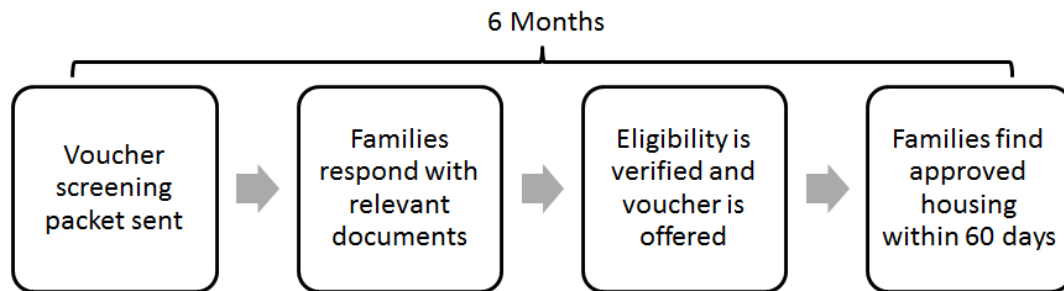 6 Months
Voucher
screening
packet sent
Families
respond with
relevant
documents
Eligibility is
verified and
voucher is
offered
Families find
approved
housing
within 60 days